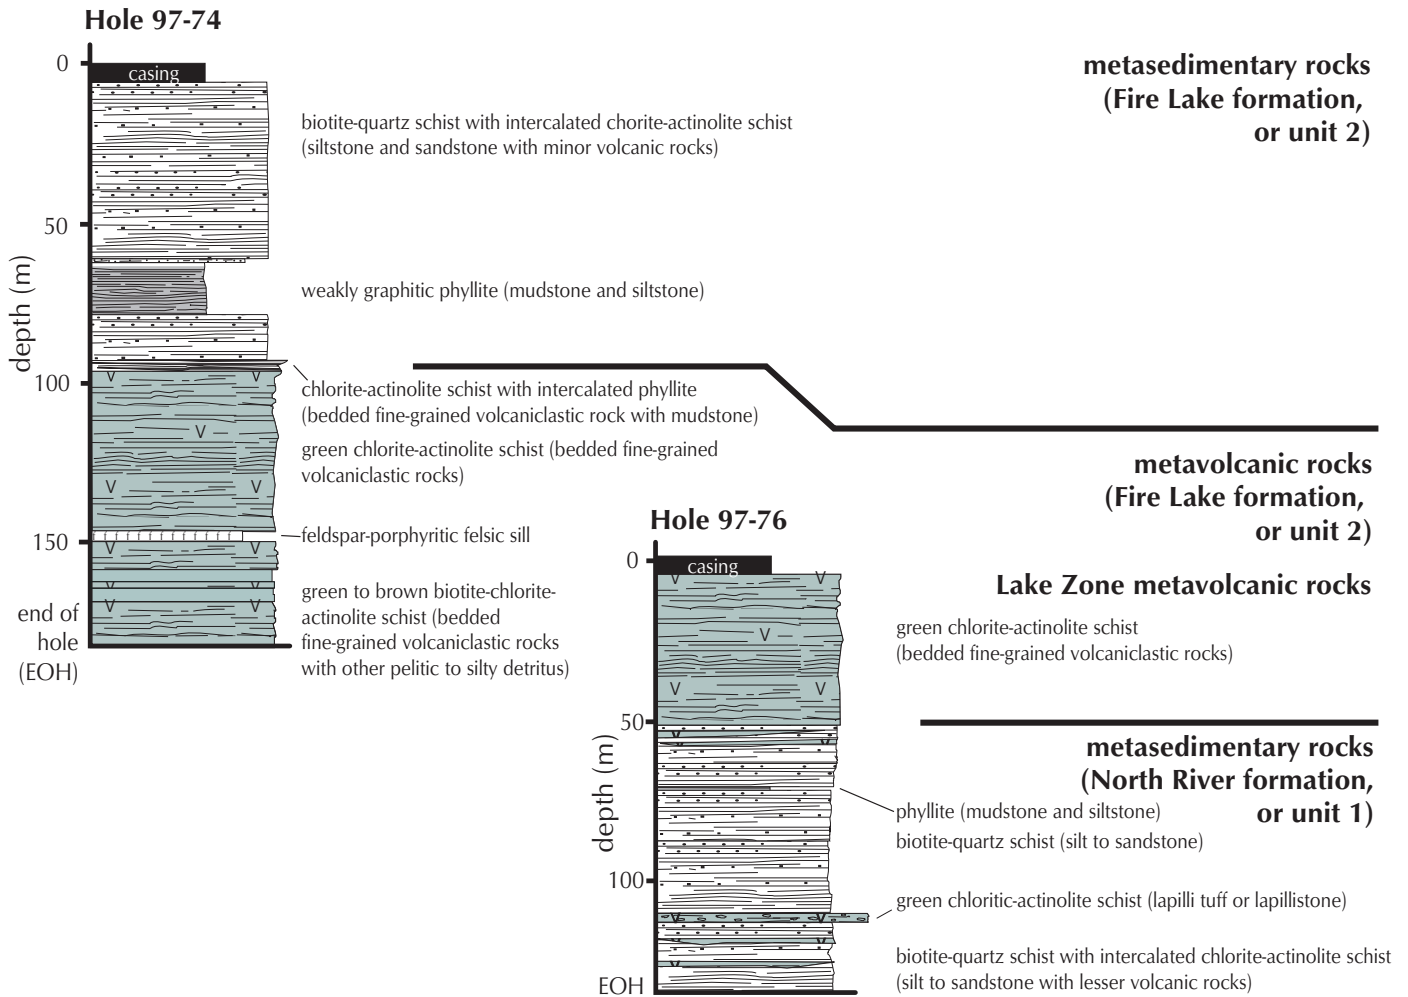 Hole 97-74
0
casing
metasedimentary rocks
(Fire Lake formation,
or unit 2)
biotite-quartz schist with intercalated chorite-actinolite schist
(siltstone and sandstone with minor volcanic rocks)
50
depth (m)
weakly graphitic phyllite (mudstone and siltstone)
100
chlorite-actinolite schist with intercalated phyllite
(bedded fine-grained volcaniclastic rock with mudstone)
V V
V
green chlorite-actinolite schist (bedded fine-grained
volcaniclastic rocks)
V V
metavolcanic rocks
(Fire Lake formation,
or unit 2)
feldspar-porphyritic felsic sill
150
V V
V V
V V
green to brown biotite-chlorite-
actinolite schist (bedded
fine-grained volcaniclastic rocks
with other pelitic to silty detritus)
end of
hole
(EOH)
Hole 97-76
0
casing
Lake Zone metavolcanic rocks
V V
V
green chlorite-actinolite schist
(bedded fine-grained volcaniclastic rocks)
V V
50
V
V V
depth (m)
metasedimentary rocks
(North River formation,
or unit 1)
phyllite (mudstone and siltstone)
biotite-quartz schist (silt to sandstone)
100
green chloritic-actinolite schist (lapilli tuff or lapillistone)
V V
V V
V
biotite-quartz schist with intercalated chlorite-actinolite schist
(silt to sandstone with lesser volcanic rocks)
EOH